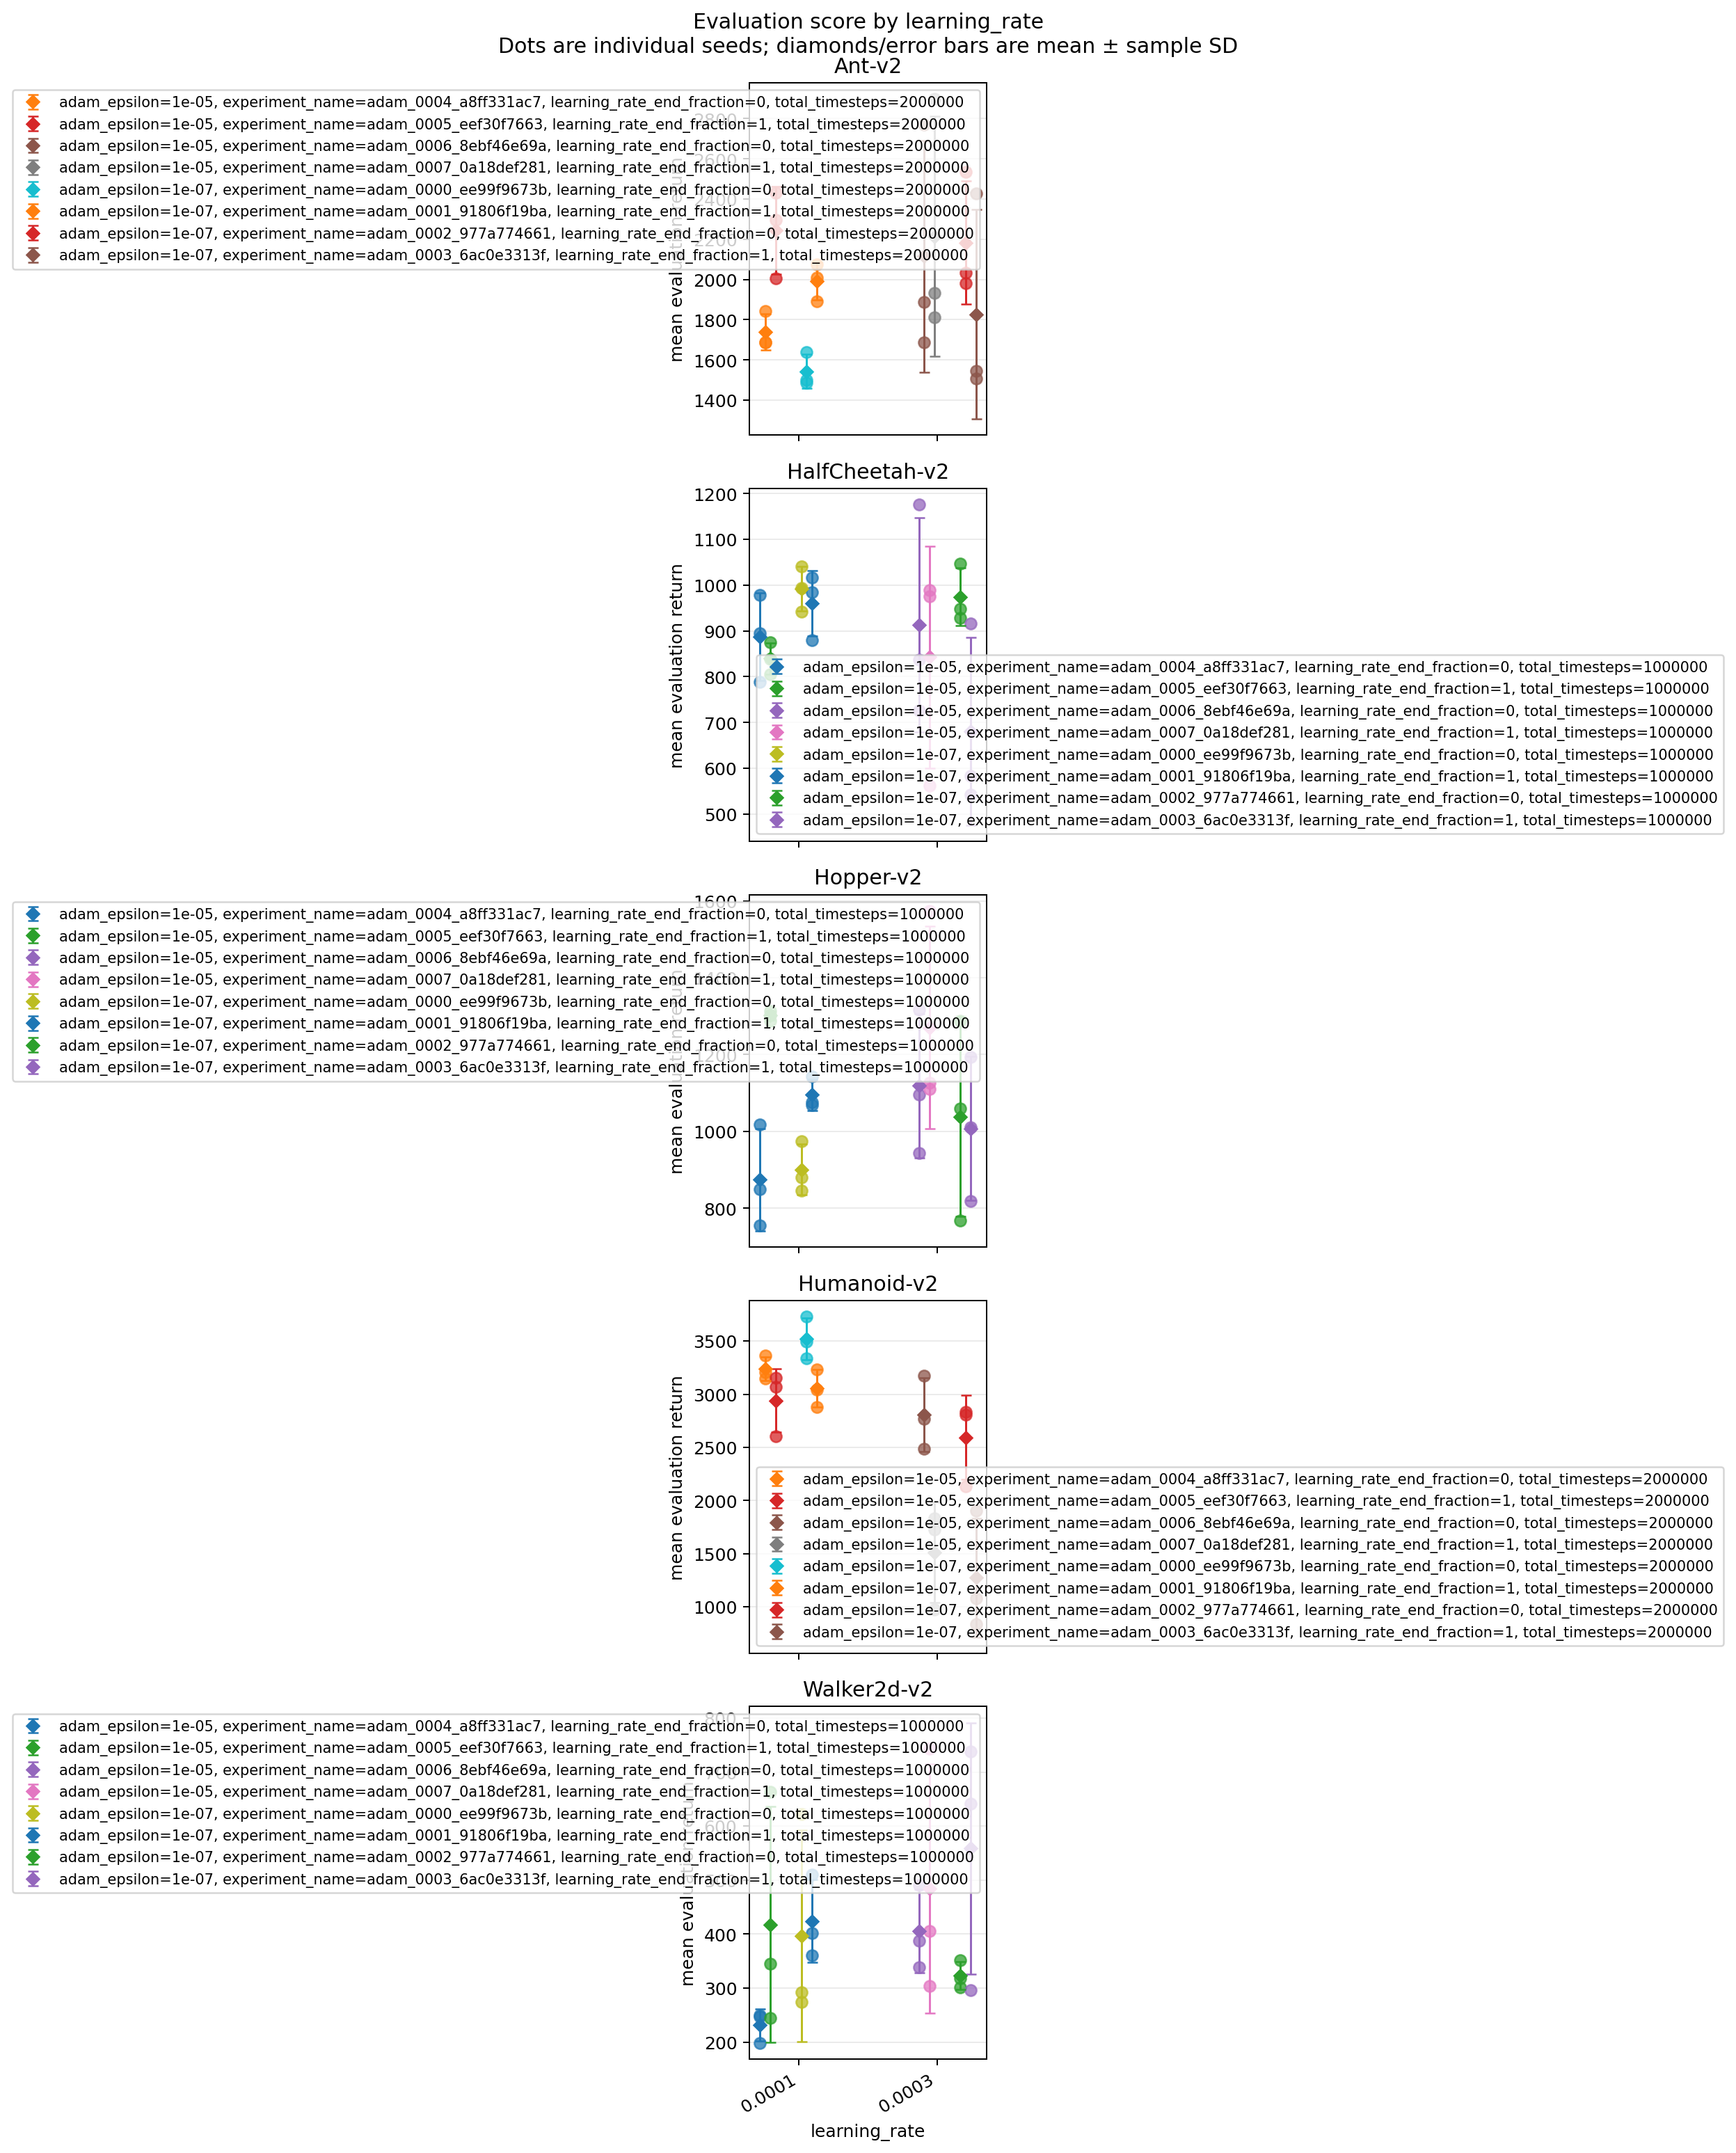 Evaluation score by learning_rate
Dots are individual seeds; diamonds/error bars are mean ± sample SD
Ant-v2
adam_epsilon=1e-05, experiment_name=adam_0004_a8ff331ac7, learning_rate_end_fraction=0, total_timesteps=2000000
adam_epsilon=1e-05, experiment_name=adam_0005_eef30f7663, learning_rate_end_fraction=1, total_timesteps=2000000
adam_epsilon=1e-05, experiment_name=adam_0006_8ebf46e69a, learning_rate_end_fraction=0, total_timesteps=2000000
adam_epsilon=1e-05, experiment_name=adam_0007_0a18def281, learning_rate_end_fraction=1, total_timesteps=2000000
adam_epsilon=1e-07, experiment_name=adam_0000_ee99f9673b, learning_rate_end_fraction=0, total_timesteps=2000000
adam_epsilon=1e-07, experiment_name=adam_0001_91806f19ba, learning_rate_end_fraction=1, total_timesteps=2000000
adam_epsilon=1e-07, experiment_name=adam_0002_977a774661, learning_rate_end_fraction=0, total_timesteps=2000000
adam_epsilon=1e-07, experiment_name=adam_0003_6ac0e3313f, learning_rate_end_fraction=1, total_timesteps=2000000
2800
2600
2400
2200
2000
1800
1600
1400
mean evaluation return
HalfCheetah-v2
1200
1100
1000
900
800
700
600
500
mean evaluation return
adam_epsilon=1e-05, experiment_name=adam_0004_a8ff331ac7, learning_rate_end_fraction=0, total_timesteps=1000000
adam_epsilon=1e-05, experiment_name=adam_0005_eef30f7663, learning_rate_end_fraction=1, total_timesteps=1000000
adam_epsilon=1e-05, experiment_name=adam_0006_8ebf46e69a, learning_rate_end_fraction=0, total_timesteps=1000000
adam_epsilon=1e-05, experiment_name=adam_0007_0a18def281, learning_rate_end_fraction=1, total_timesteps=1000000
adam_epsilon=1e-07, experiment_name=adam_0000_ee99f9673b, learning_rate_end_fraction=0, total_timesteps=1000000
adam_epsilon=1e-07, experiment_name=adam_0001_91806f19ba, learning_rate_end_fraction=1, total_timesteps=1000000
adam_epsilon=1e-07, experiment_name=adam_0002_977a774661, learning_rate_end_fraction=0, total_timesteps=1000000
adam_epsilon=1e-07, experiment_name=adam_0003_6ac0e3313f, learning_rate_end_fraction=1, total_timesteps=1000000
Hopper-v2
adam_epsilon=1e-05, experiment_name=adam_0004_a8ff331ac7, learning_rate_end_fraction=0, total_timesteps=1000000
adam_epsilon=1e-05, experiment_name=adam_0005_eef30f7663, learning_rate_end_fraction=1, total_timesteps=1000000
adam_epsilon=1e-05, experiment_name=adam_0006_8ebf46e69a, learning_rate_end_fraction=0, total_timesteps=1000000
adam_epsilon=1e-05, experiment_name=adam_0007_0a18def281, learning_rate_end_fraction=1, total_timesteps=1000000
adam_epsilon=1e-07, experiment_name=adam_0000_ee99f9673b, learning_rate_end_fraction=0, total_timesteps=1000000
adam_epsilon=1e-07, experiment_name=adam_0001_91806f19ba, learning_rate_end_fraction=1, total_timesteps=1000000
adam_epsilon=1e-07, experiment_name=adam_0002_977a774661, learning_rate_end_fraction=0, total_timesteps=1000000
adam_epsilon=1e-07, experiment_name=adam_0003_6ac0e3313f, learning_rate_end_fraction=1, total_timesteps=1000000
1600
1400
1200
1000
800
mean evaluation return
Humanoid-v2
3500
3000
2500
2000
1500
1000
mean evaluation return
adam_epsilon=1e-05, experiment_name=adam_0004_a8ff331ac7, learning_rate_end_fraction=0, total_timesteps=2000000
adam_epsilon=1e-05, experiment_name=adam_0005_eef30f7663, learning_rate_end_fraction=1, total_timesteps=2000000
adam_epsilon=1e-05, experiment_name=adam_0006_8ebf46e69a, learning_rate_end_fraction=0, total_timesteps=2000000
adam_epsilon=1e-05, experiment_name=adam_0007_0a18def281, learning_rate_end_fraction=1, total_timesteps=2000000
adam_epsilon=1e-07, experiment_name=adam_0000_ee99f9673b, learning_rate_end_fraction=0, total_timesteps=2000000
adam_epsilon=1e-07, experiment_name=adam_0001_91806f19ba, learning_rate_end_fraction=1, total_timesteps=2000000
adam_epsilon=1e-07, experiment_name=adam_0002_977a774661, learning_rate_end_fraction=0, total_timesteps=2000000
adam_epsilon=1e-07, experiment_name=adam_0003_6ac0e3313f, learning_rate_end_fraction=1, total_timesteps=2000000
Walker2d-v2
adam_epsilon=1e-05, experiment_name=adam_0004_a8ff331ac7, learning_rate_end_fraction=0, total_timesteps=1000000
adam_epsilon=1e-05, experiment_name=adam_0005_eef30f7663, learning_rate_end_fraction=1, total_timesteps=1000000
adam_epsilon=1e-05, experiment_name=adam_0006_8ebf46e69a, learning_rate_end_fraction=0, total_timesteps=1000000
adam_epsilon=1e-05, experiment_name=adam_0007_0a18def281, learning_rate_end_fraction=1, total_timesteps=1000000
adam_epsilon=1e-07, experiment_name=adam_0000_ee99f9673b, learning_rate_end_fraction=0, total_timesteps=1000000
adam_epsilon=1e-07, experiment_name=adam_0001_91806f19ba, learning_rate_end_fraction=1, total_timesteps=1000000
adam_epsilon=1e-07, experiment_name=adam_0002_977a774661, learning_rate_end_fraction=0, total_timesteps=1000000
adam_epsilon=1e-07, experiment_name=adam_0003_6ac0e3313f, learning_rate_end_fraction=1, total_timesteps=1000000
800
700
600
500
400
300
200
mean evaluation return
0.0001
0.0003
learning_rate